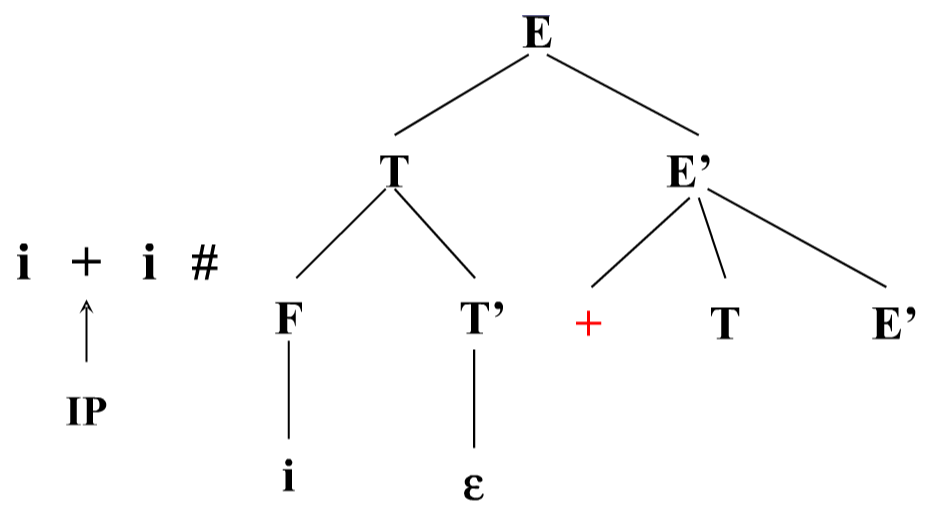 E
T E’
i + i #
F T’ + T E’
IP
i ε